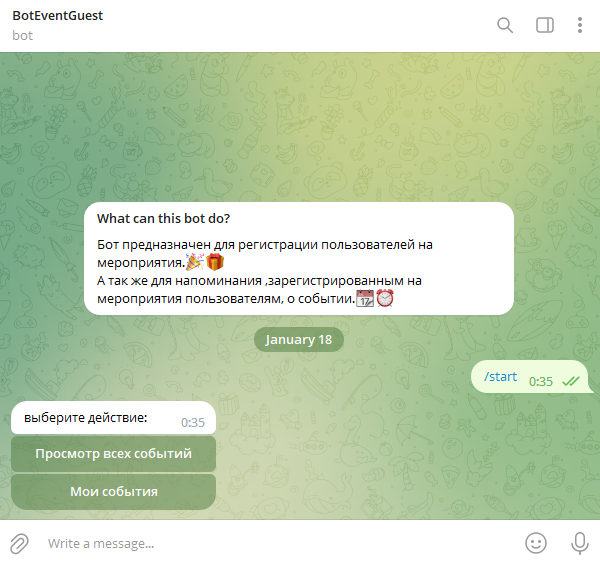 BotEventGuest
bot
What can this bot do?
Бот предназначен для регистрации пользователей на
мероприятия.🎉🎁
А так же для напоминания ,зарегистрированным на
мероприятия пользователям, о событии.📆⏰
January 18
/start 0:35
выберите действие: 0:35
Просмотр всех событий
Мои события
Write a message...